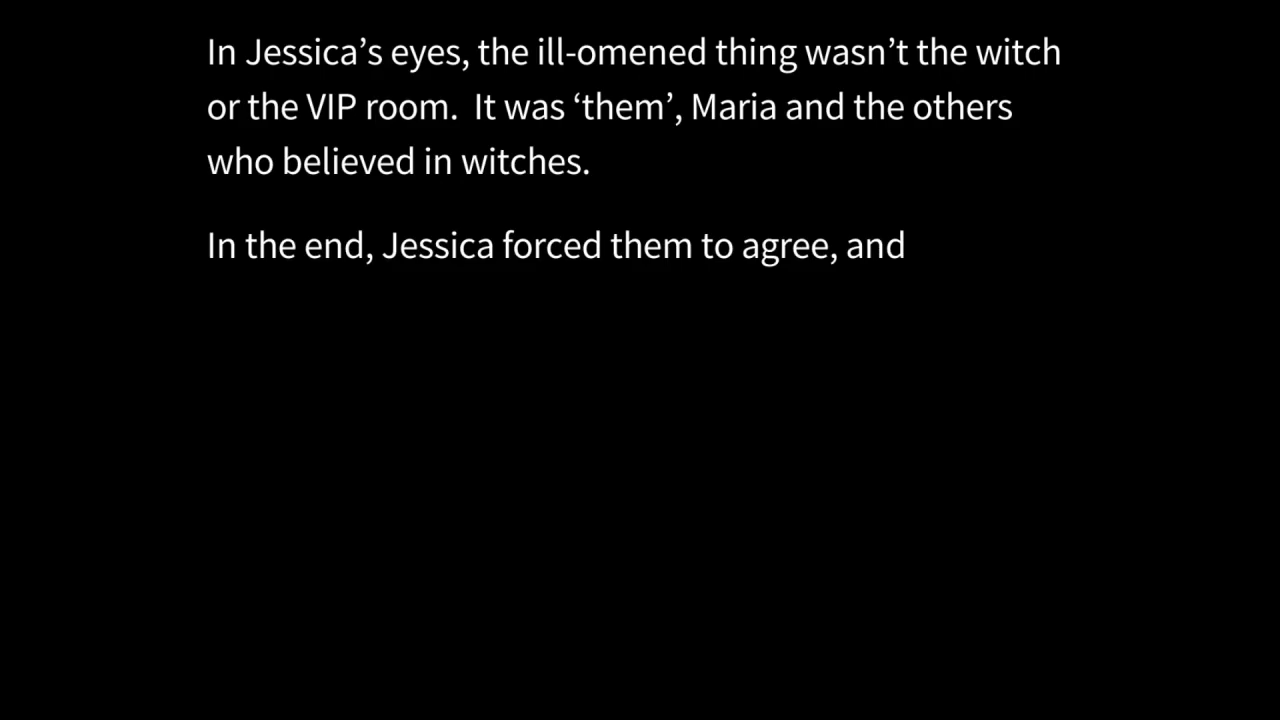 In Jessica’s eyes, the ill-omened thing wasn’t the witch
or the VIP room.  It was ‘them’, Maria and the others
who believed in witches.
In the end, Jessica forced them to agree, and